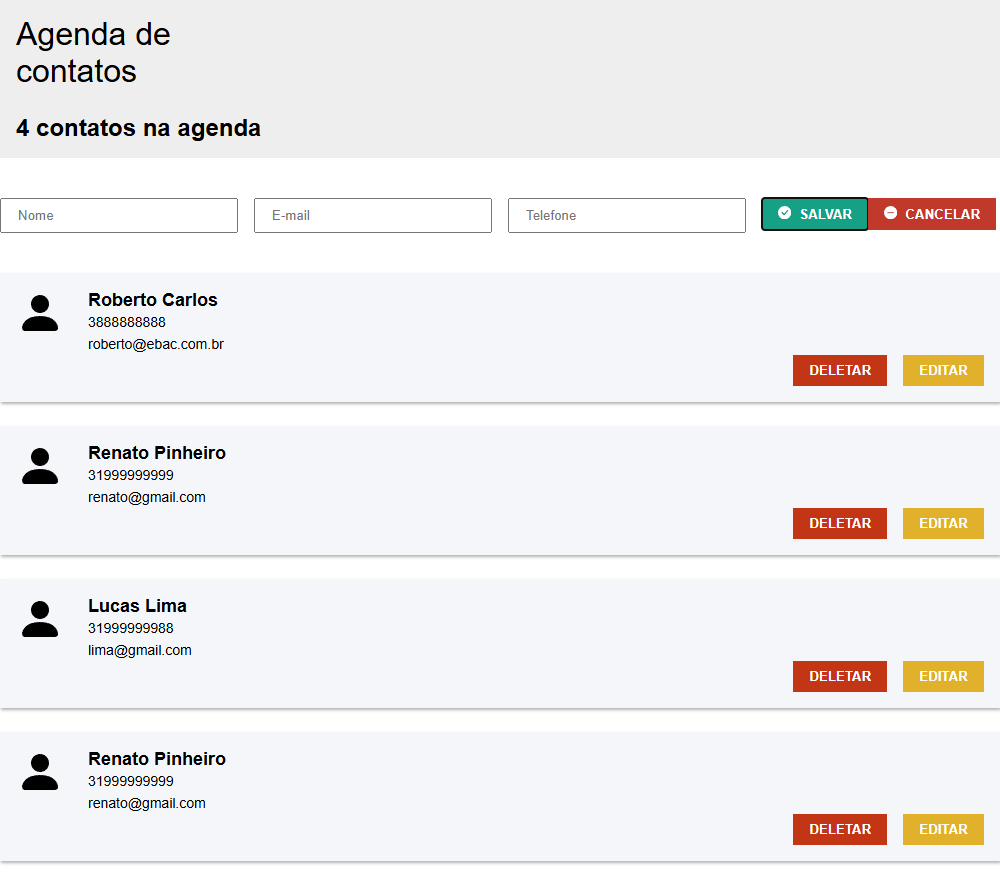 Agenda de
contatos
4 contatos na agenda
Nome E-mail Telefone SALVAR CANCELAR
Roberto Carlos
3888888888
roberto@ebac.com.br
DELETAR EDITAR
Renato Pinheiro
31999999999
renato@gmail.com
DELETAR EDITAR
Lucas Lima
31999999988
lima@gmail.com
DELETAR EDITAR
Renato Pinheiro
31999999999
renato@gmail.com
DELETAR EDITAR